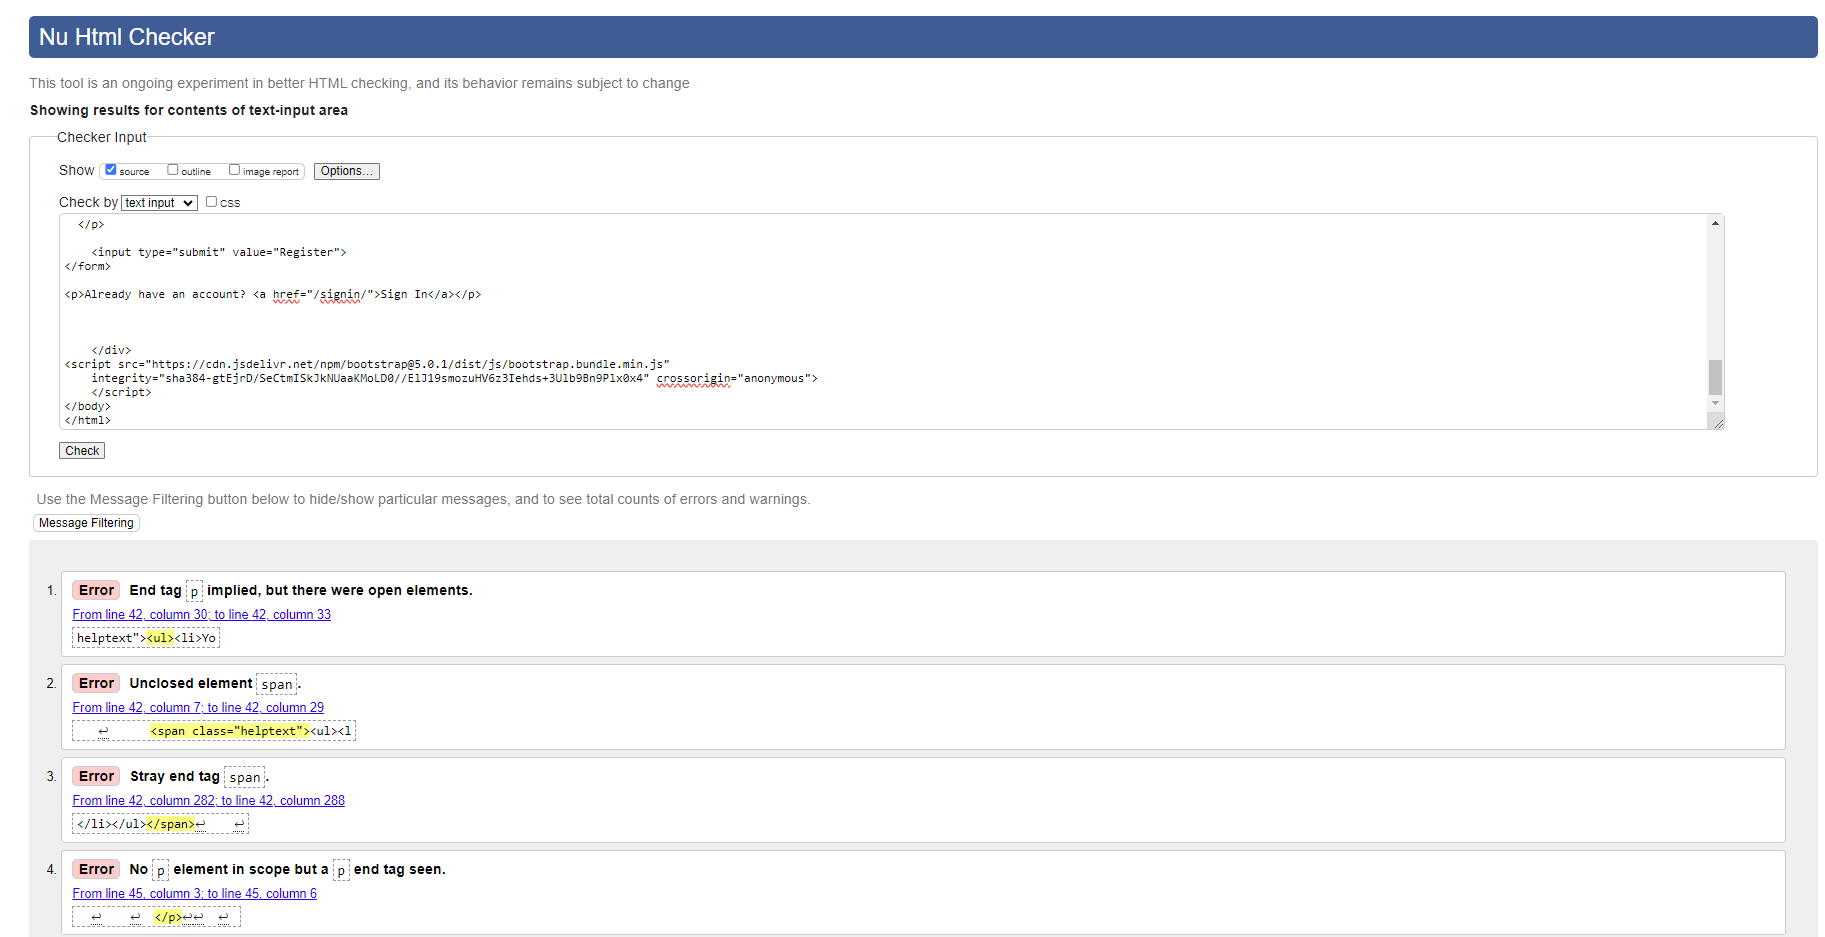 Nu Html Checker
This tool is an ongoing experiment in better HTML checking, and its behavior remains subject to change
Showing results for contents of text-input area
Checker Input
Show source outline image report Options...
Check by text input css
</p>
<input type="submit" value="Register">
</form>
<p>Already have an account? <a href="/signin/">Sign In</a></p>
</div>
<script src="https://cdn.jsdelivr.net/npm/bootstrap@5.0.1/dist/js/bootstrap.bundle.min.js"
integrity="sha384-gtEjrD/SeCtmISkJkNUaaKMoLD0//ElJ19smozuHV6z3Iehds+3Ulb9Bn9Plx0x4" crossorigin="anonymous">
</script>
</body>
</html>
Check
Use the Message Filtering button below to hide/show particular messages, and to see total counts of errors and warnings.
Message Filtering
1. Error End tag p implied, but there were open elements.
From line 42, column 30; to line 42, column 33
helptext"><ul><li>Yo
2. Error Unclosed element span.
From line 42, column 7; to line 42, column 29
↩ <span class="helptext"><ul><l
3. Error Stray end tag span.
From line 42, column 282; to line 42, column 288
</li></ul></span>↩ ↩
4. Error No p element in scope but a p end tag seen.
From line 45, column 3; to line 45, column 6
↩ ↩ </p>↩↩ ↩